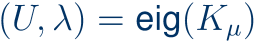 (U, λ) = eig(K_μ)